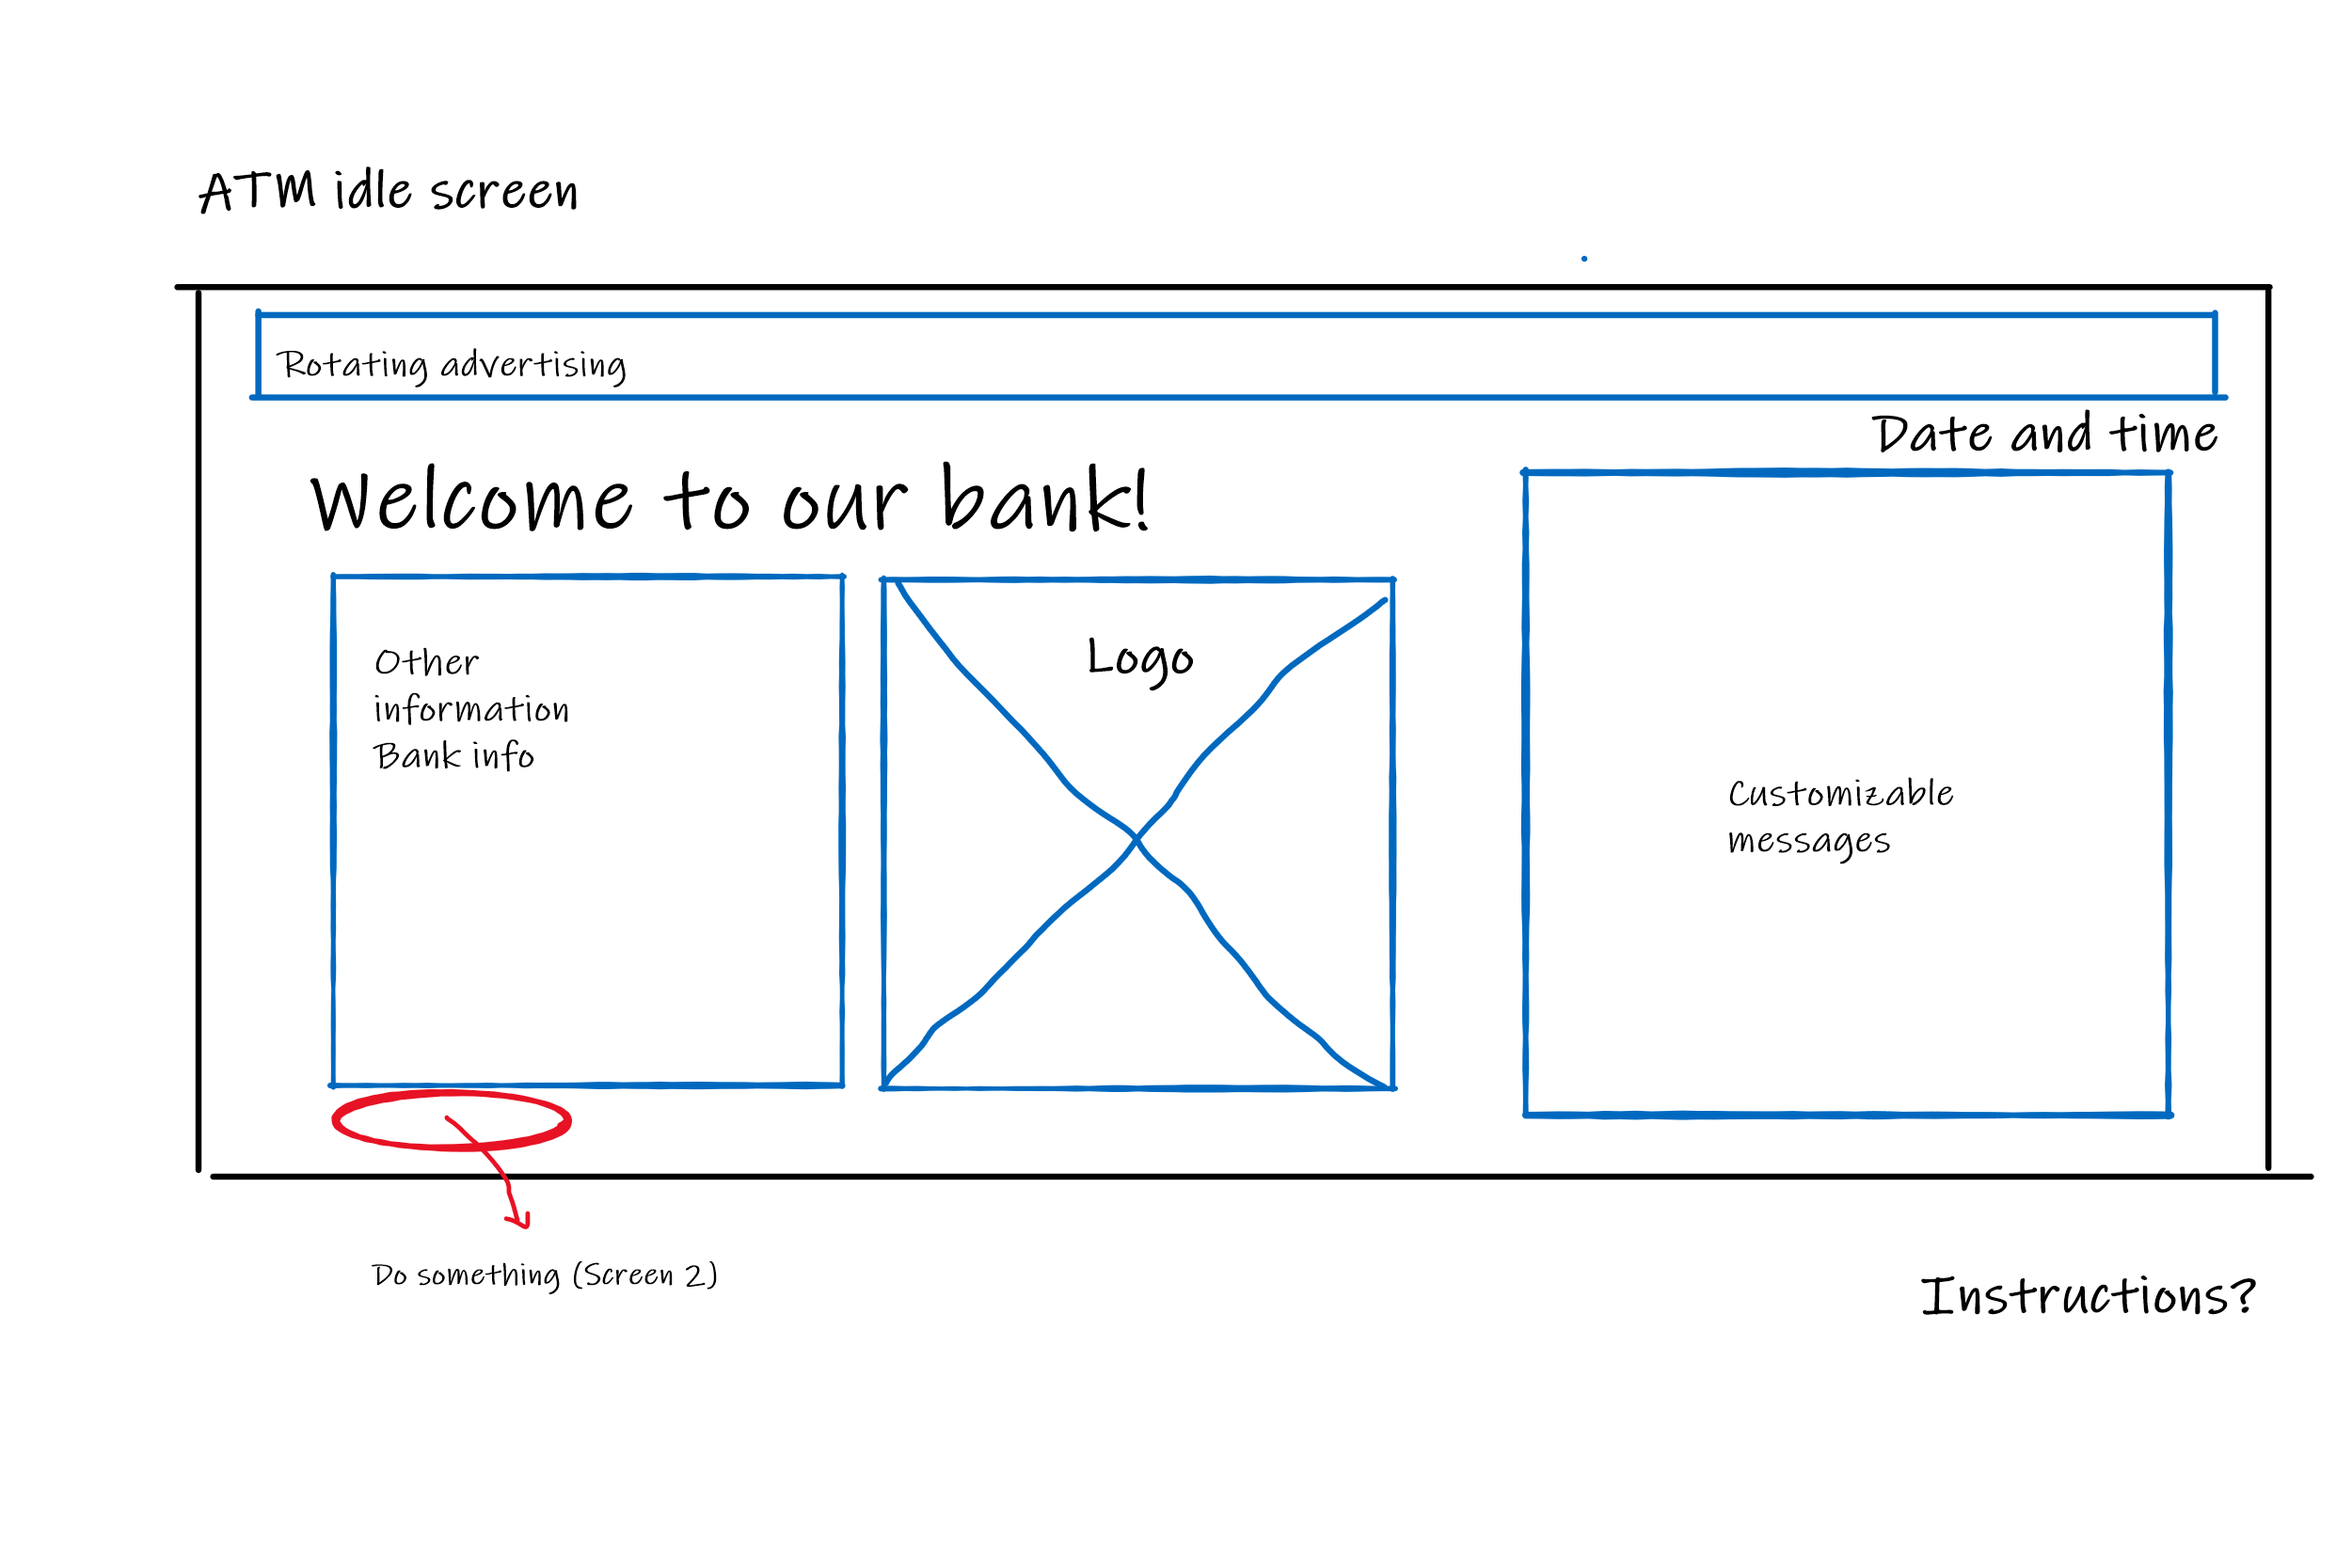 ATM idle screen
Rotating advertising
Date and time
Welcome to our bank!
Other
information
Bank info
Logo
Customizable
messages
Do something (Screen 2)
Instructions?